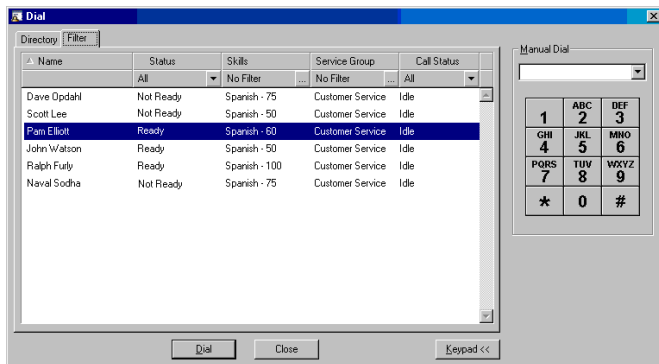 Dial
Directory Filter
Name Status Skills Service Group Call Status
All No Filter ... No Filter ... All
Dave Opdahl Not Ready Spanish - 75 Customer Service Idle
Scott Lee Not Ready Spanish - 50 Customer Service Idle
Pam Elliott Ready Spanish - 60 Customer Service Idle
John Watson Ready Spanish - 50 Customer Service Idle
Ralph Furly Ready Spanish - 100 Customer Service Idle
Naval Sodha Not Ready Spanish - 75 Customer Service Idle
Dial Close Keypad <<
Manual Dial
1 ABC 2 DEF 3
GHI 4 JKL 5 MNO 6
PQRS 7 TUV 8 WXYZ 9
* 0 #